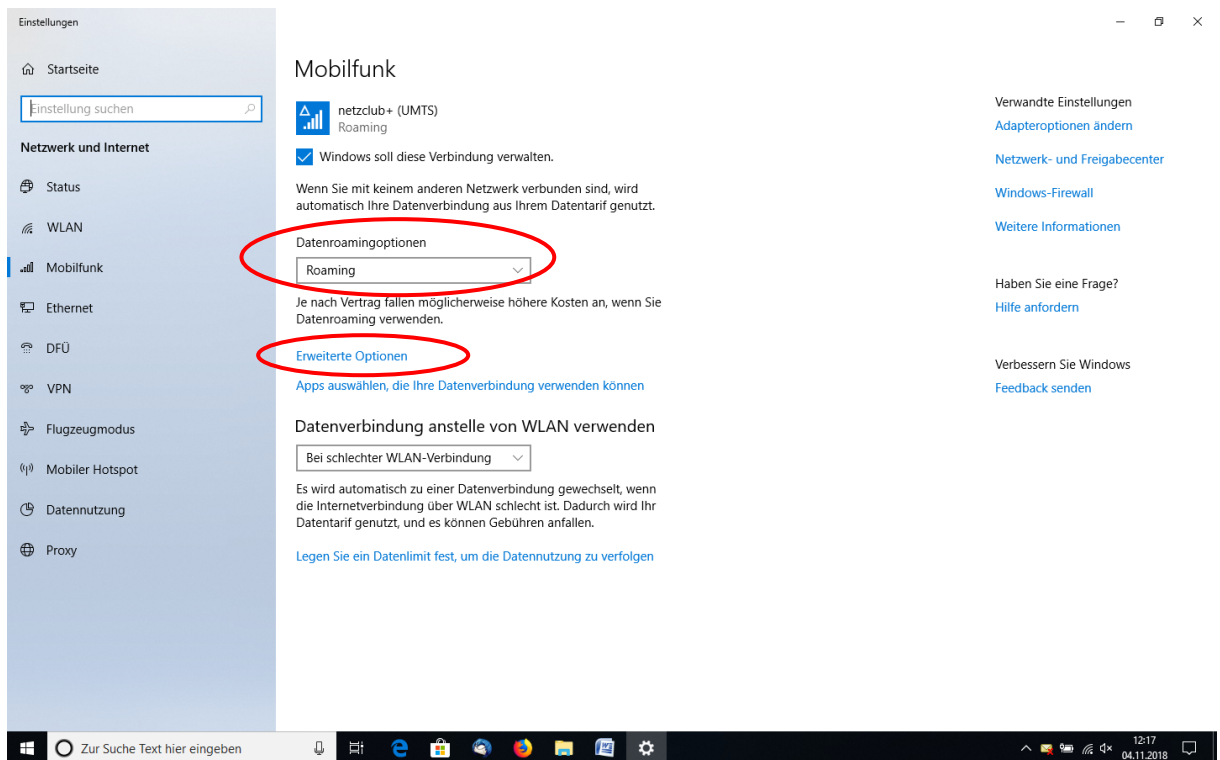 Einstellungen
Startseite
Einstellung suchen
Netzwerk und Internet
Status
WLAN
Mobilfunk
Ethernet
DFÜ
VPN
Flugzeugmodus
Mobiler Hotspot
Datennutzung
Proxy
Mobilfunk
netzclub+ (UMTS)
Roaming
Windows soll diese Verbindung verwalten.
Wenn Sie mit keinem anderen Netzwerk verbunden sind, wird
automatisch Ihre Datenverbindung aus Ihrem Datentarif genutzt.
Datenroamingoptionen
Roaming
Je nach Vertrag fallen möglicherweise höhere Kosten an, wenn Sie
Datenroaming verwenden.
Erweiterte Optionen
Apps auswählen, die Ihre Datenverbindung verwenden können
Datenverbindung anstelle von WLAN verwenden
Bei schlechter WLAN-Verbindung
Es wird automatisch zu einer Datenverbindung gewechselt, wenn
die Internetverbindung über WLAN schlecht ist. Dadurch wird Ihr
Datentarif genutzt, und es können Gebühren anfallen.
Legen Sie ein Datenlimit fest, um die Datennutzung zu verfolgen
Verwandte Einstellungen
Adapteroptionen ändern
Netzwerk- und Freigabecenter
Windows-Firewall
Weitere Informationen
Haben Sie eine Frage?
Hilfe anfordern
Verbessern Sie Windows
Feedback senden
Zur Suche Text hier eingeben
12:17
04.11.2018